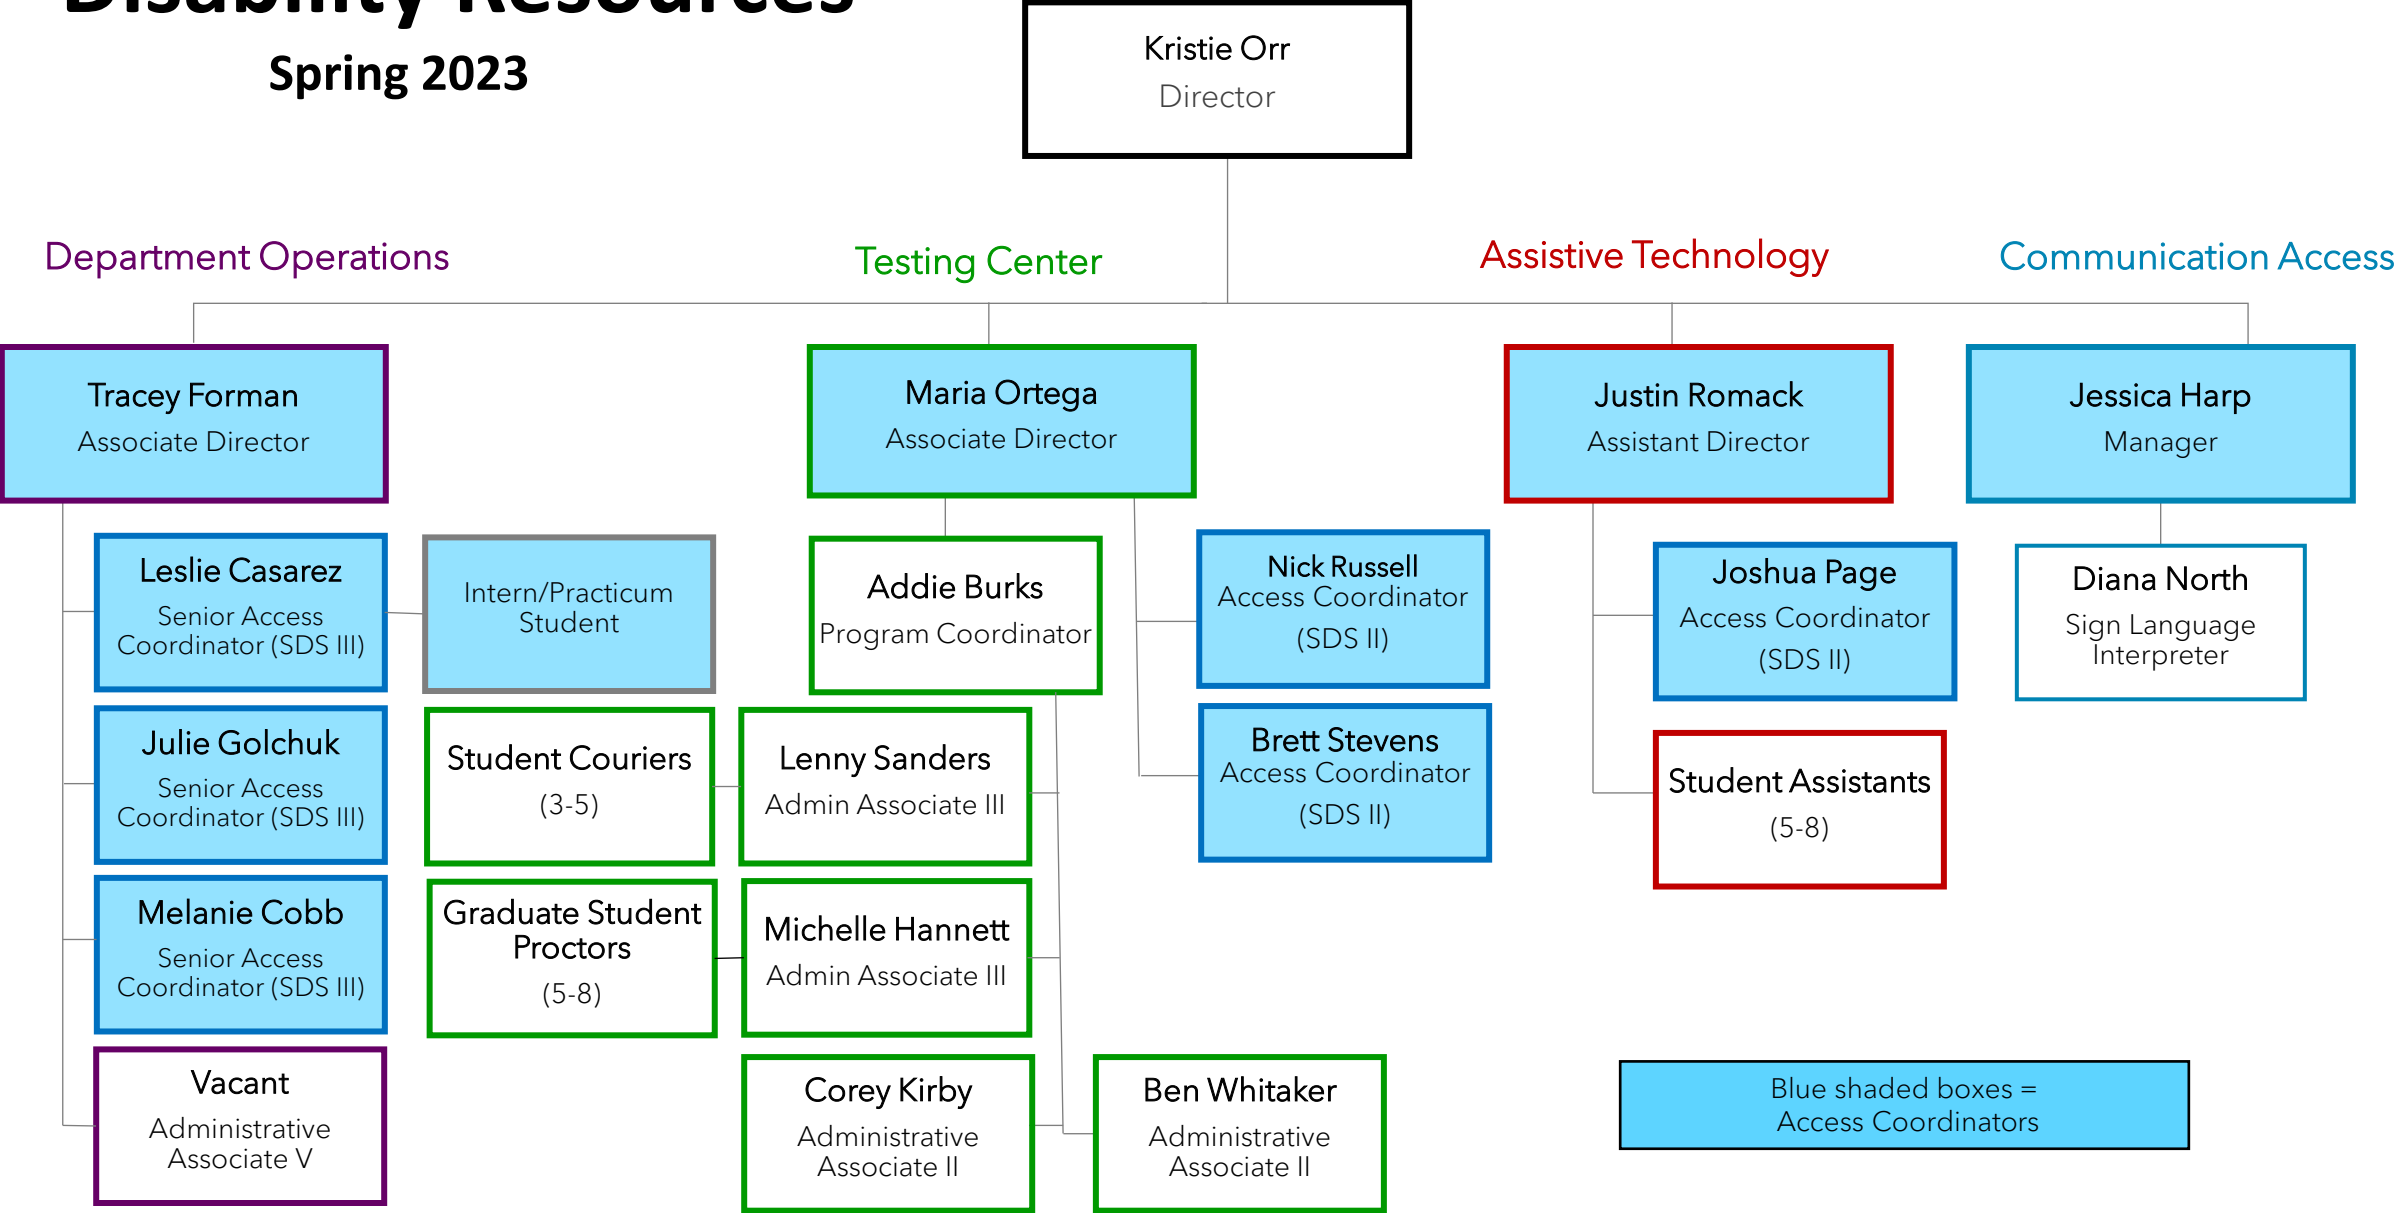 Disability Resources
Spring 2023
Kristie Orr
Director
Department Operations
Testing Center
Assistive Technology
Communication Access
Tracey Forman
Associate Director
Maria Ortega
Associate Director
Justin Romack
Assistant Director
Jessica Harp
Manager
Leslie Casarez
Senior Access
Coordinator (SDS III)
Intern/Practicum
Student
Addie Burks
Program Coordinator
Nick Russell
Access Coordinator
(SDS II)
Joshua Page
Access Coordinator
(SDS II)
Diana North
Sign Language
Interpreter
Julie Golchuk
Senior Access
Coordinator (SDS III)
Student Couriers
(3-5)
Lenny Sanders
Admin Associate III
Brett Stevens
Access Coordinator
(SDS II)
Student Assistants
(5-8)
Melanie Cobb
Senior Access
Coordinator (SDS III)
Graduate Student
Proctors
(5-8)
Michelle Hannett
Admin Associate III
Vacant
Administrative
Associate V
Corey Kirby
Administrative
Associate II
Ben Whitaker
Administrative
Associate II
Blue shaded boxes =
Access Coordinators